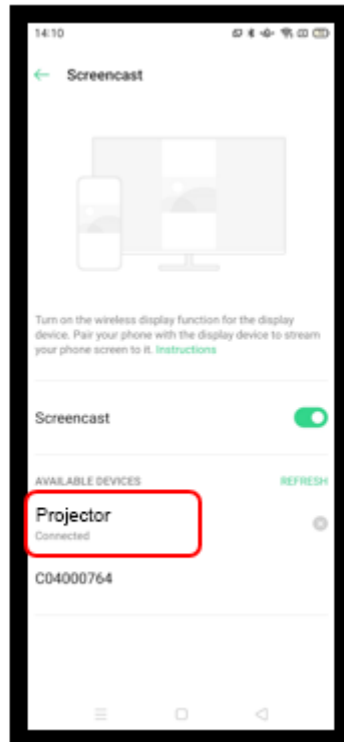 14:10
Screencast
Turn on the wireless display function for the display
device. Pair your phone with the display device to stream
your phone screen to it. Instructions
Screencast
AVAILABLE DEVICES REFRESH
Projector
Connected
C04000764